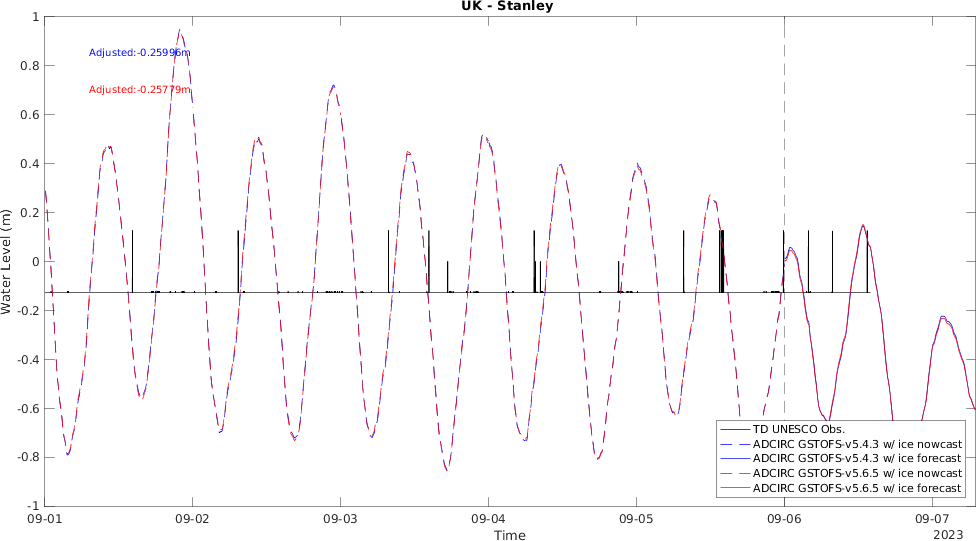 UK - Stanley
Adjusted:-0.25996m
Adjusted:-0.25779m
Water Level (m)
1
0.8
0.6
0.4
0.2
0
-0.2
-0.4
-0.6
-0.8
-1
TD UNESCO Obs.
ADCIRC GSTOFS-v5.4.3 w/ ice nowcast
ADCIRC GSTOFS-v5.4.3 w/ ice forecast
ADCIRC GSTOFS-v5.6.5 w/ ice nowcast
ADCIRC GSTOFS-v5.6.5 w/ ice forecast
09-01 09-02 09-03 09-04 09-05 09-06 09-07
Time
2023